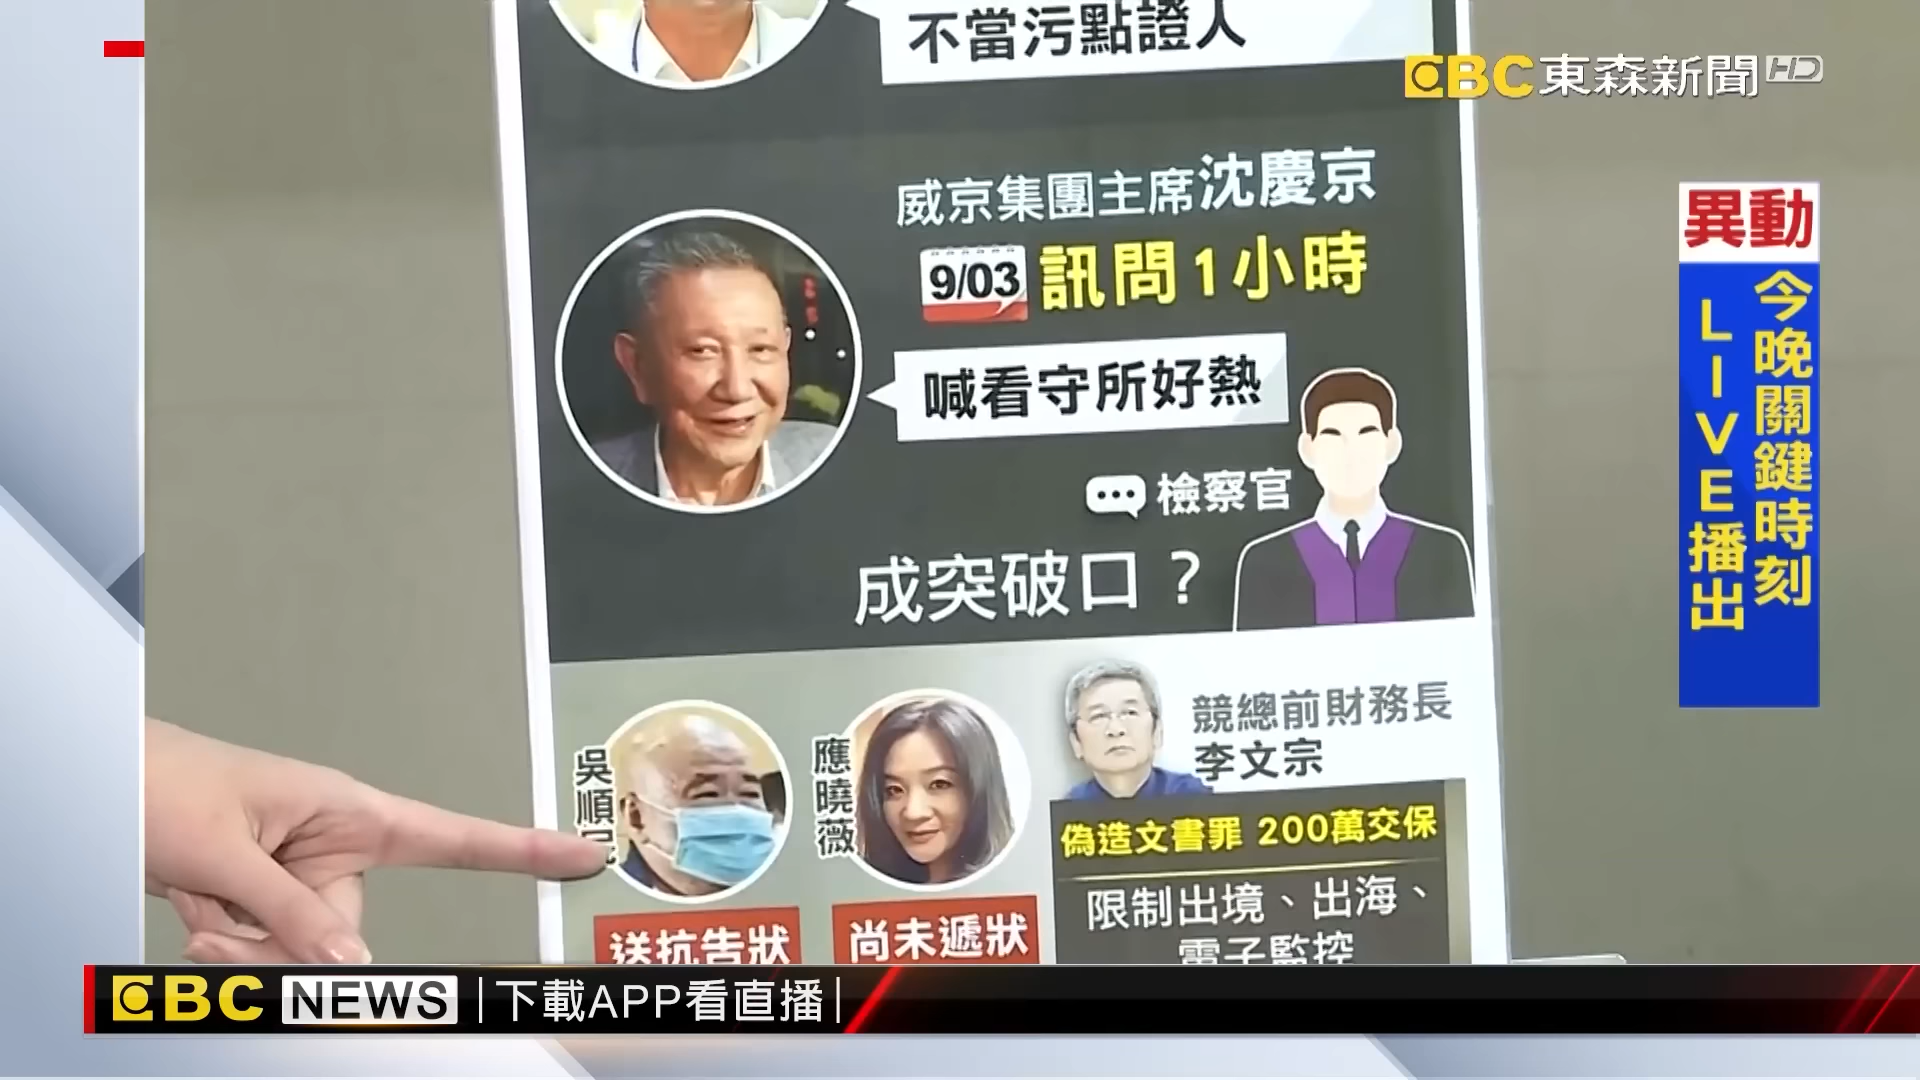 不當污點證人
EBC東森新聞HD
異動
今晚關鍵時刻
LIVE播出
威京集團主席沈慶京
9/03 訊問1小時
喊看守所好熱
檢察官
成突破口？
吳順民
應曉薇
競總前財務長
李文宗
偽造文書罪 200萬交保
限制出境、出海、
電子監控
送抗告狀
尚未遞狀
EBC NEWS 下載APP看直播